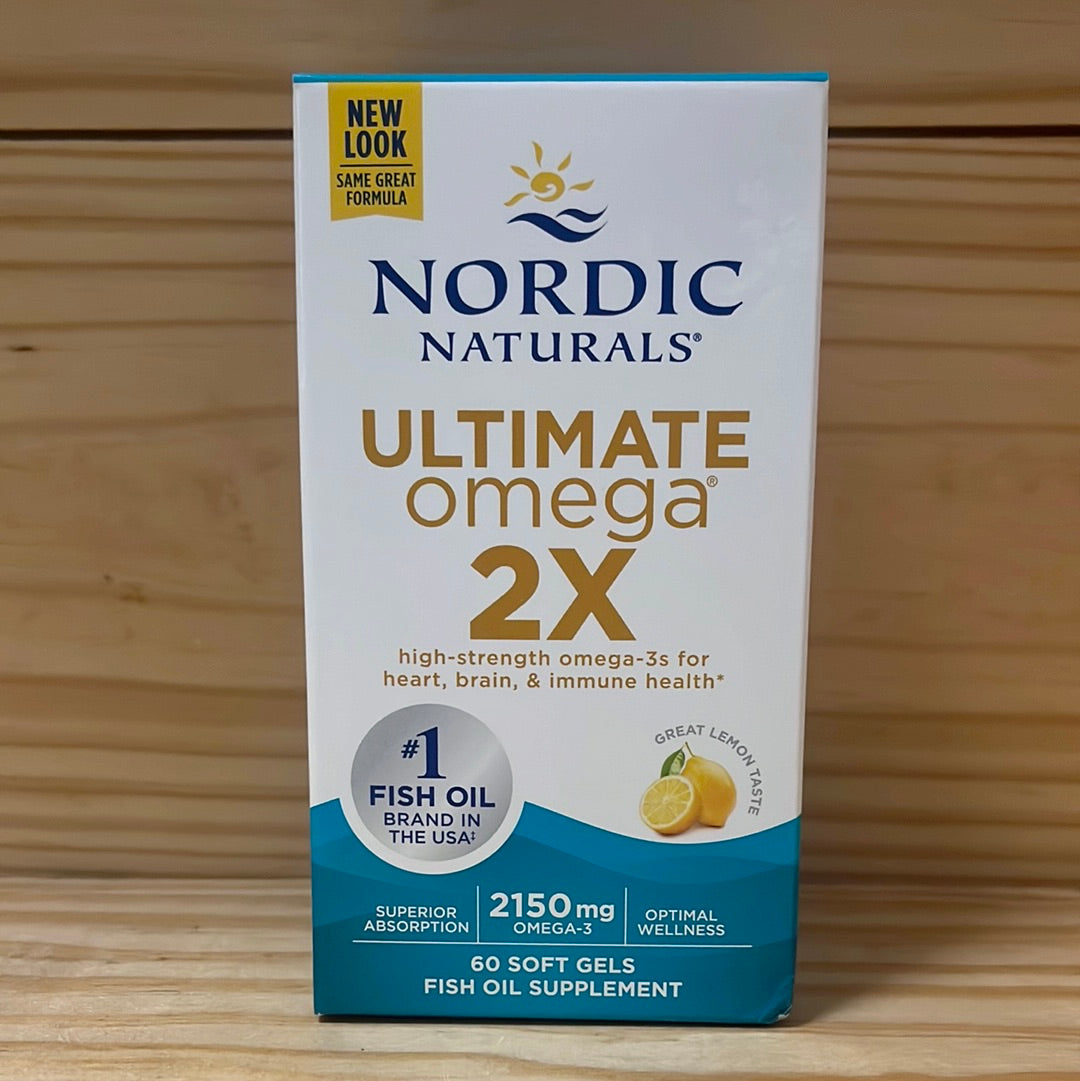 NEW
LOOK
SAME GREAT
FORMULA
NORDIC
NATURALS®
ULTIMATE
omega®
2X
high-strength omega-3s for
heart, brain, & immune health*
#1
FISH OIL
BRAND IN
THE USA‡
GREAT LEMON TASTE
SUPERIOR
ABSORPTION
2150 mg
OMEGA-3
OPTIMAL
WELLNESS
60 SOFT GELS
FISH OIL SUPPLEMENT